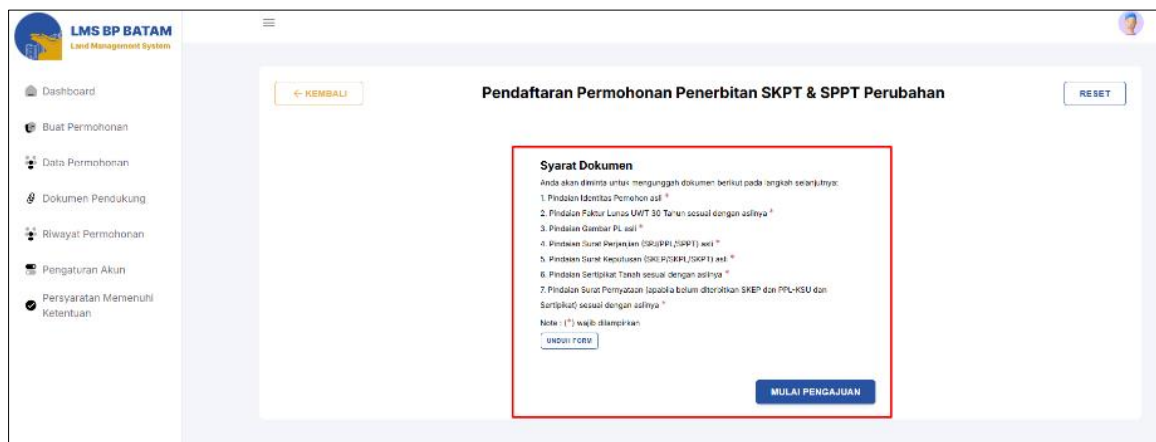 LMS BP BATAM
Land Management System
Dashboard
Buat Permohonan
Data Permohonan
Dokumen Pendukung
Riwayat Permohonan
Pengaturan Akun
Persyaratan Memenuhi
Ketentuan
← KEMBALI
Pendaftaran Permohonan Penerbitan SKPT & SPPT Perubahan
RESET
Syarat Dokumen
Anda akan diminta untuk mengunggah dokumen berikut pada langkah selanjutnya:
1. Pindaian Identitas Pemohon asli *
2. Pindaian Faktur Lunas UWT 30 Tahun sesuai dengan aslinya *
3. Pindaian Gambar PL asli *
4. Pindaian Surat Perjanjian (SPJ/PPL/SPPT) asli *
5. Pindaian Surat Keputusan (SKEP/SKPL/SKPT) asli *
6. Pindaian Sertipikat Tanah sesuai dengan aslinya *
7. Pindaian Surat Pernyataan (apabila belum diterbitkan SKEP dan PPL-KSU dan
Sertipikat) sesuai dengan aslinya *
Note : (*) wajib dilampirkan
UNDUH FORM
MULAI PENGAJUAN